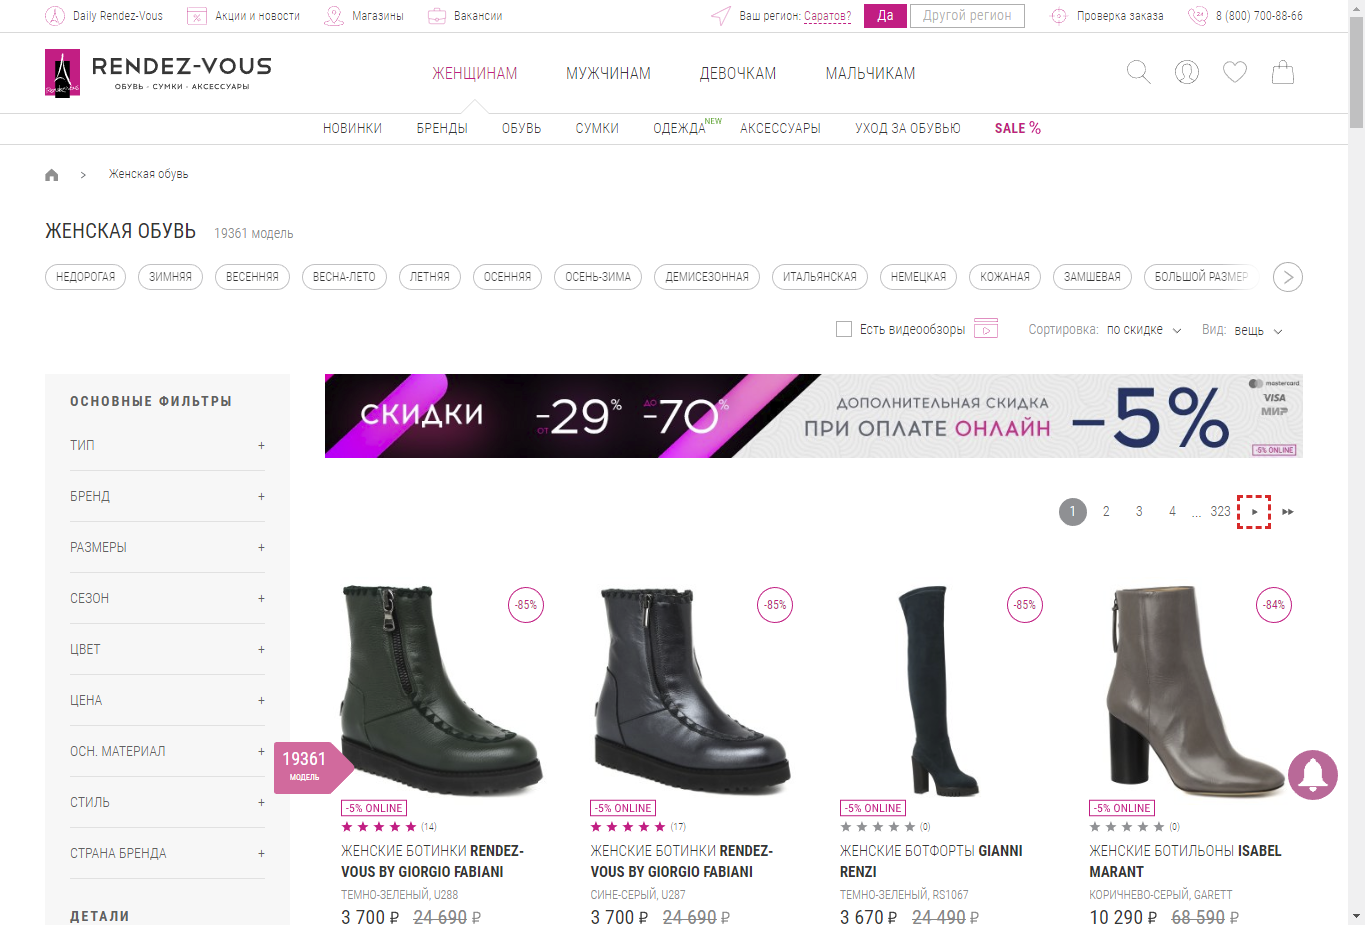 Daily Rendez-Vous
Акции и новости
Магазины
Вакансии
Ваш регион: Саратов?
Да
Другой регион
Проверка заказа
8 (800) 700-88-66
RENDEZ-VOUS
ОБУВЬ · СУМКИ · АКСЕССУАРЫ
ЖЕНЩИНАМ
МУЖЧИНАМ
ДЕВОЧКАМ
МАЛЬЧИКАМ
НОВИНКИ
БРЕНДЫ
ОБУВЬ
СУМКИ
ОДЕЖДА NEW
АКСЕССУАРЫ
УХОД ЗА ОБУВЬЮ
SALE %
> Женская обувь
ЖЕНСКАЯ ОБУВЬ 19361 модель
НЕДОРОГАЯ
ЗИМНЯЯ
ВЕСЕННЯЯ
ВЕСНА-ЛЕТО
ЛЕТНЯЯ
ОСЕННЯЯ
ОСЕНЬ-ЗИМА
ДЕМИСЕЗОННАЯ
ИТАЛЬЯНСКАЯ
НЕМЕЦКАЯ
КОЖАНАЯ
ЗАМШЕВАЯ
БОЛЬШОЙ РАЗМЕР
Есть видеообзоры
Сортировка: по скидке
Вид: вещь
ОСНОВНЫЕ ФИЛЬТРЫ
ТИП +
БРЕНД +
РАЗМЕРЫ +
СЕЗОН +
ЦВЕТ +
ЦЕНА +
ОСН. МАТЕРИАЛ +
СТИЛЬ +
СТРАНА БРЕНДА +
ДЕТАЛИ
19361
МОДЕЛЬ
СКИДКИ
ОТ -29% ДО -70%
ДОПОЛНИТЕЛЬНАЯ СКИДКА
ПРИ ОПЛАТЕ ОНЛАЙН
-5%
mastercard
VISA
МИР
-5% ONLINE
1 2 3 4 ... 323
-85%
-5% ONLINE
(14)
ЖЕНСКИЕ БОТИНКИ RENDEZ-
VOUS BY GIORGIO FABIANI
ТЕМНО-ЗЕЛЕНЫЙ, U288
3 700 ₽ 24 690 ₽
-85%
-5% ONLINE
(17)
ЖЕНСКИЕ БОТИНКИ RENDEZ-
VOUS BY GIORGIO FABIANI
СИНЕ-СЕРЫЙ, U287
3 700 ₽ 24 690 ₽
-85%
-5% ONLINE
(0)
ЖЕНСКИЕ БОТФОРТЫ GIANNI
RENZI
ТЕМНО-ЗЕЛЕНЫЙ, RS1067
3 670 ₽ 24 490 ₽
-84%
-5% ONLINE
(0)
ЖЕНСКИЕ БОТИЛЬОНЫ ISABEL
MARANT
КОРИЧНЕВО-СЕРЫЙ, GARETT
10 290 ₽ 68 590 ₽